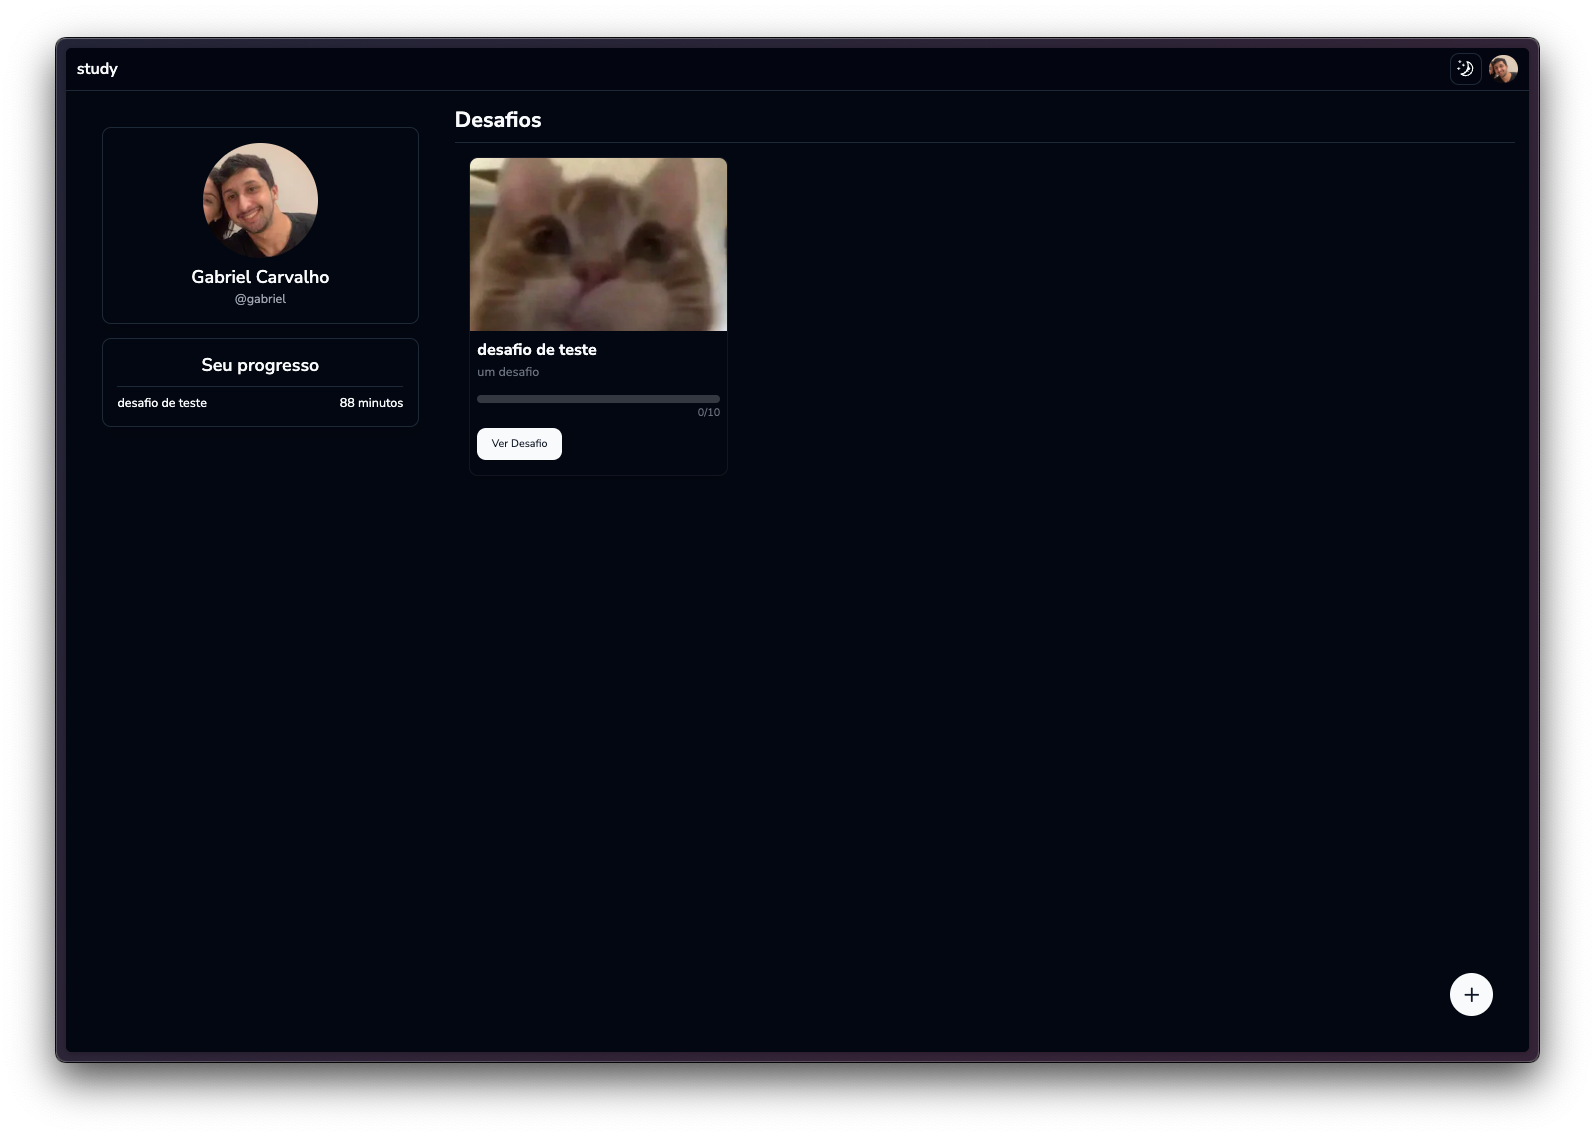 study
Gabriel Carvalho
@gabriel
Seu progresso
desafio de teste 88 minutos
Desafios
desafio de teste
um desafio
0/10
Ver Desafio